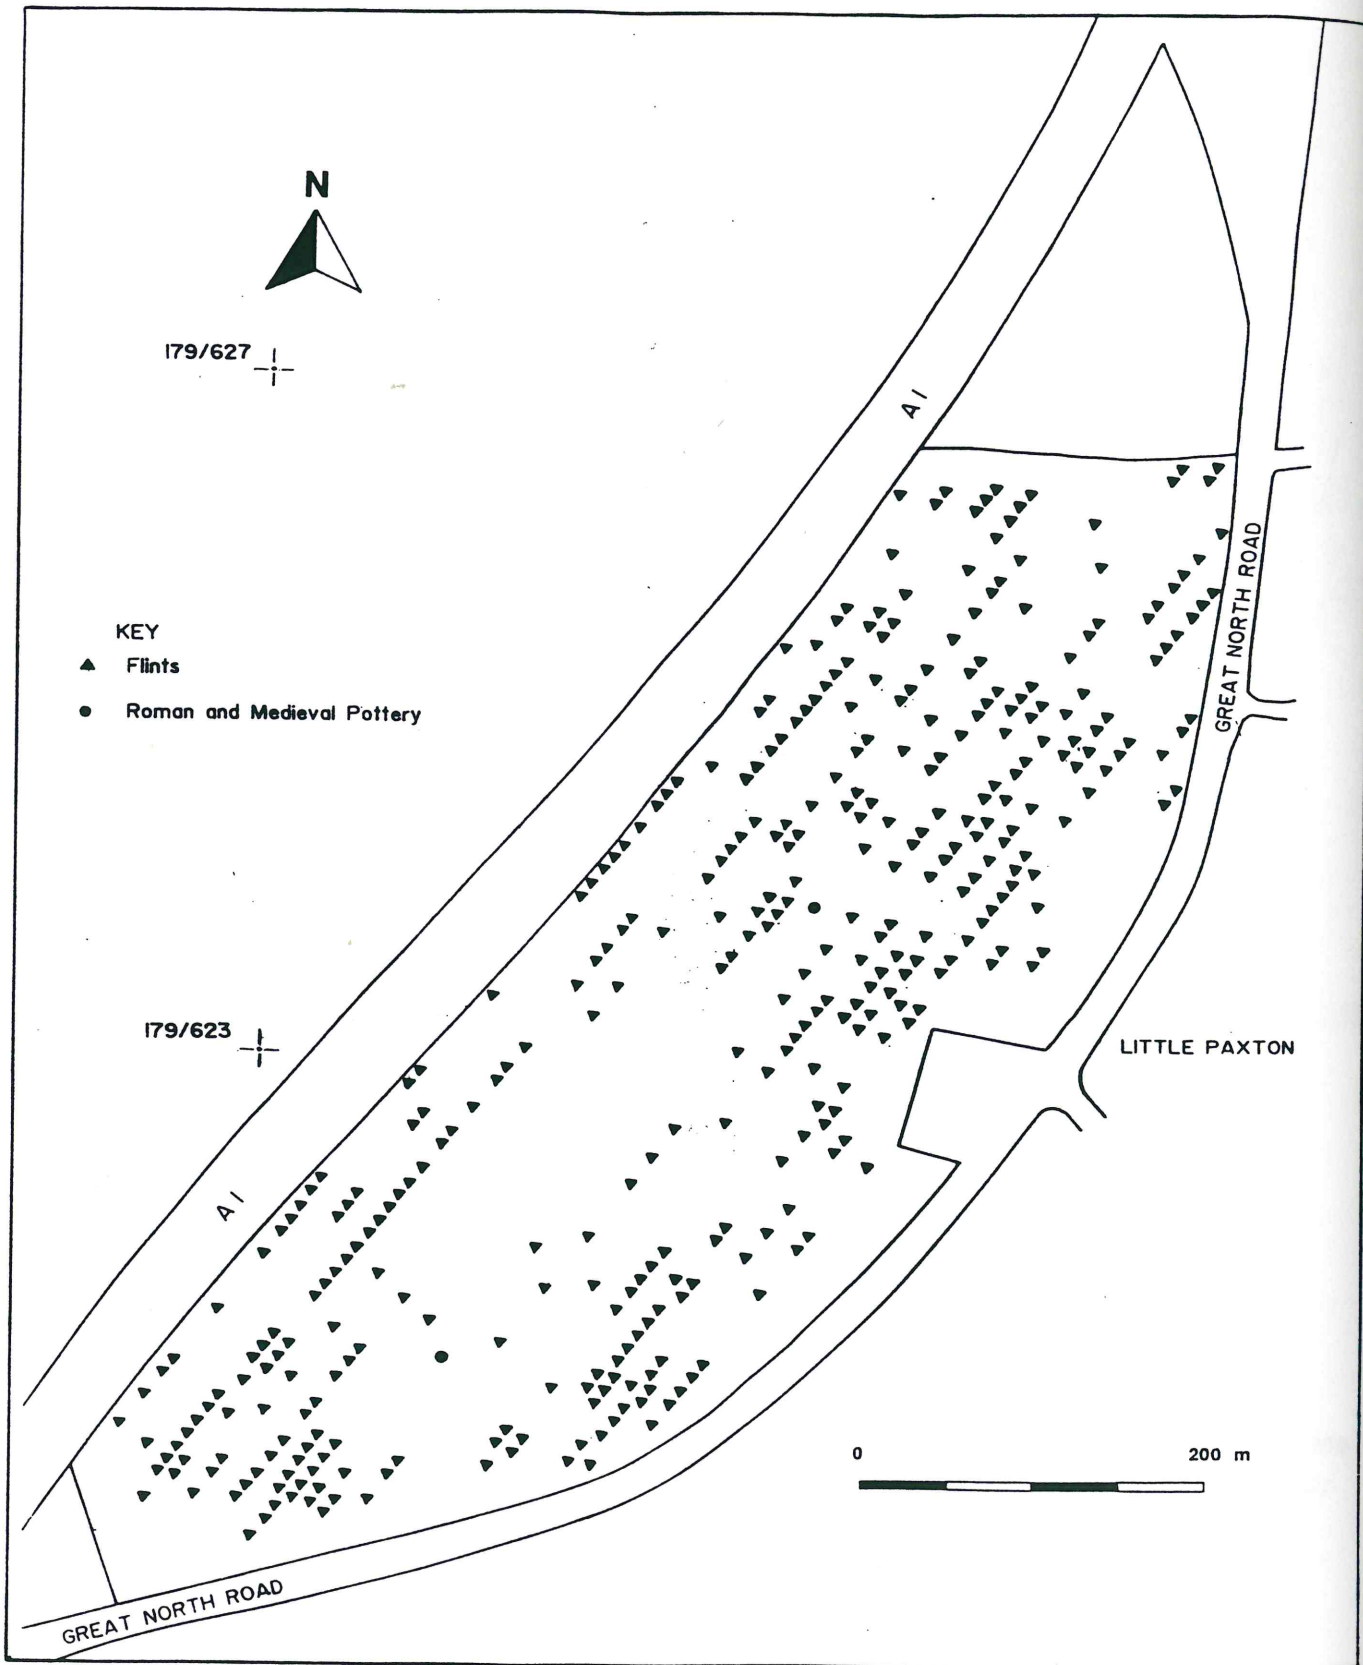 N
179/627
A1
KEY
Flints
Roman and Medieval Pottery
GREAT NORTH ROAD
179/623
LITTLE PAXTON
A1
0 200 m
GREAT NORTH ROAD